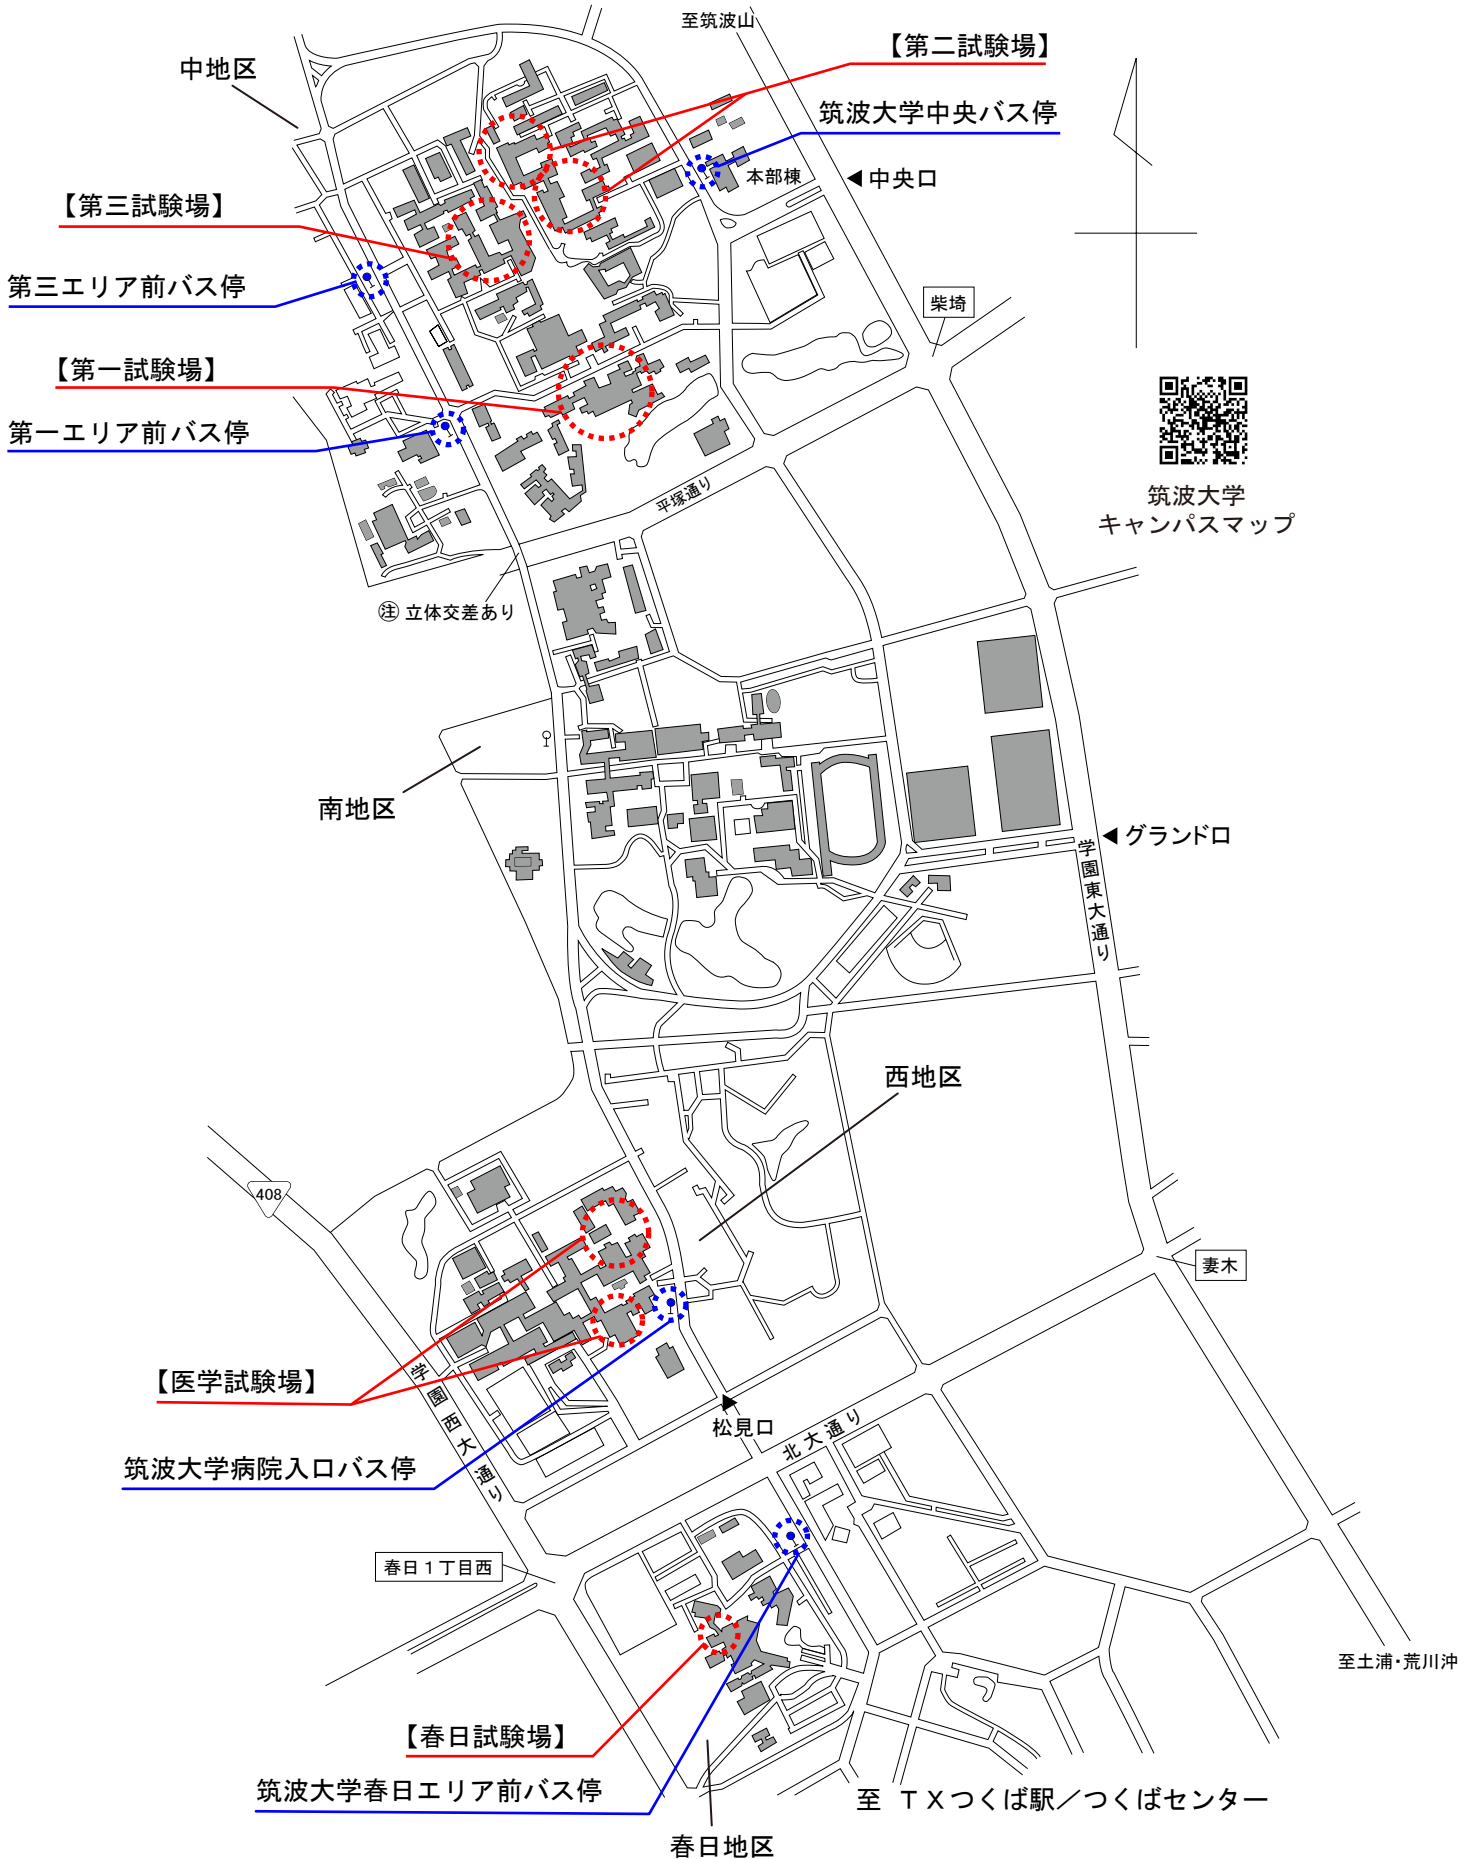 至筑波山
【第二試験場】
中地区
筑波大学中央バス停
本部棟
◀中央口
【第三試験場】
第三エリア前バス停
柴埼
【第一試験場】
第一エリア前バス停
平塚通り
筑波大学
キャンパスマップ
㊟立体交差あり
南地区
◀グランド口
学園東大通り
西地区
408
妻木
【医学試験場】
学園西大通り
▶
松見口
北大通り
筑波大学病院入口バス停
春日1丁目西
至土浦・荒川沖
【春日試験場】
筑波大学春日エリア前バス停
至 TXつくば駅／つくばセンター
春日地区